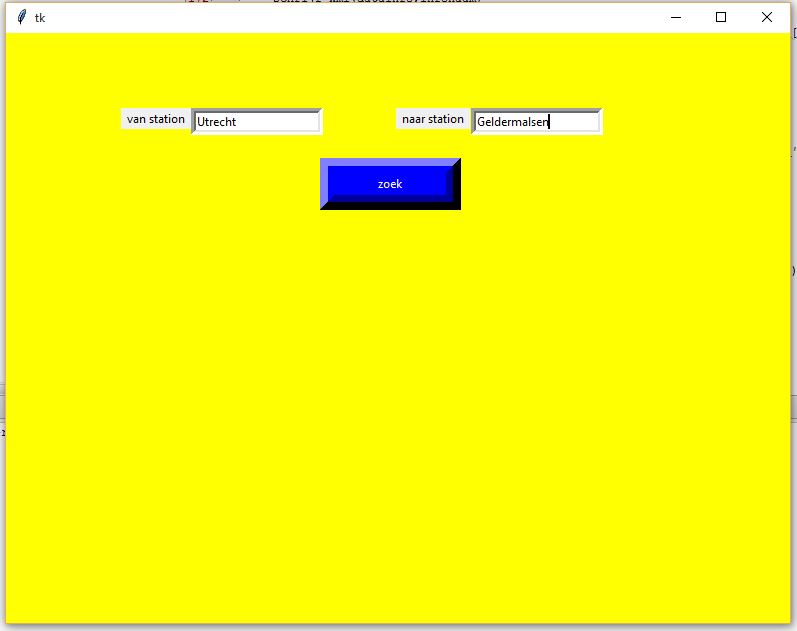 tk
van station Utrecht naar station Geldermalsen
zoek